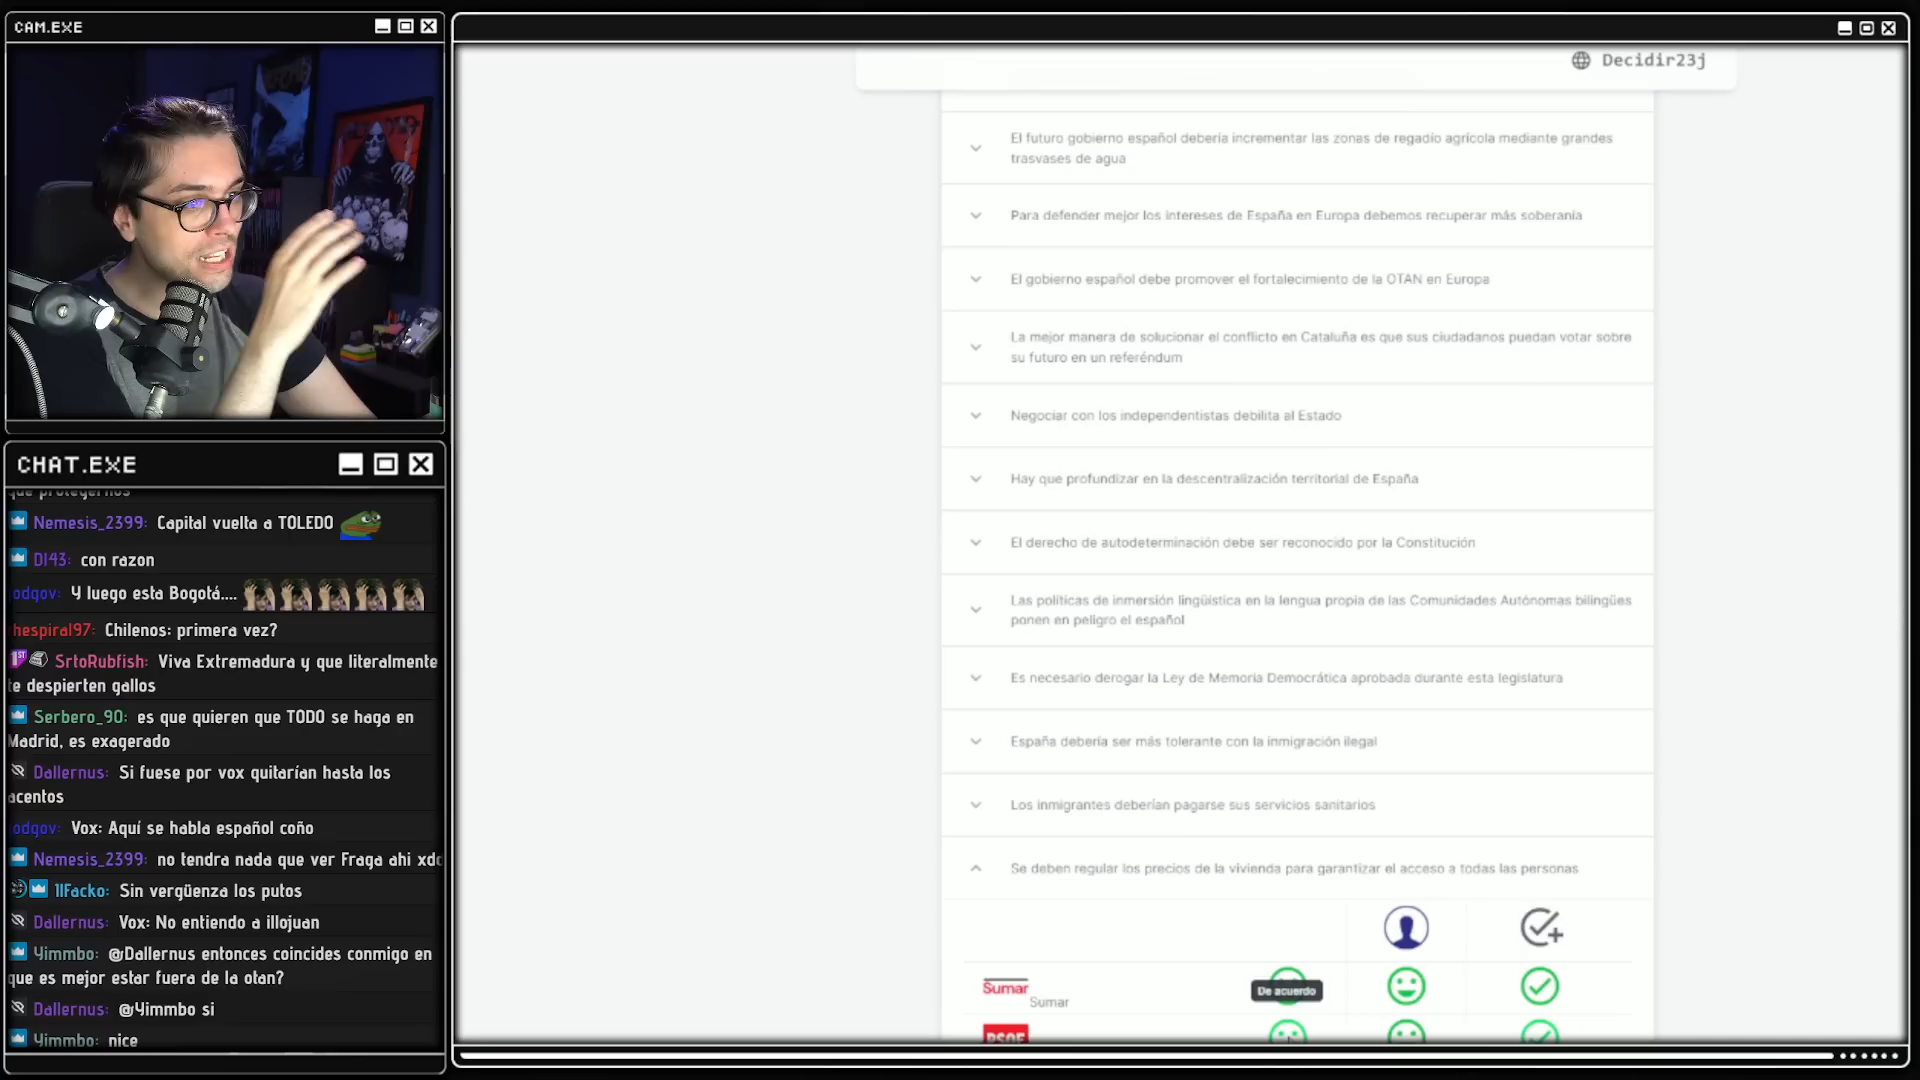 CAM.EXE
CHAT.EXE
que protegernos
Nemesis_2399: Capital vuelta a TOLEDO
Dl43: con razon
odgov: Y luego esta Bogotá....
hespiral97: Chilenos: primera vez?
1ST SrtoRubfish: Viva Extremadura y que literalmente
te despierten gallos
Serbero_90: es que quieren que TODO se haga en
Madrid, es exagerado
Dallernus: Si fuese por vox quitarían hasta los
acentos
odgov: Vox: Aquí se habla español coño
Nemesis_2399: no tendra nada que ver Fraga ahi xdd
11Facko: Sin vergüenza los putos
Dallernus: Vox: No entiendo a illojuan
Yimmbo: @Dallernus entonces coincides conmigo en
que es mejor estar fuera de la otan?
Dallernus: @Yimmbo si
Yimmbo: nice
Decidir23j
El futuro gobierno español debería incrementar las zonas de regadío agrícola mediante grandes
trasvases de agua
Para defender mejor los intereses de España en Europa debemos recuperar más soberanía
El gobierno español debe promover el fortalecimiento de la OTAN en Europa
La mejor manera de solucionar el conflicto en Cataluña es que sus ciudadanos puedan votar sobre
su futuro en un referéndum
Negociar con los independentistas debilita al Estado
Hay que profundizar en la descentralización territorial de España
El derecho de autodeterminación debe ser reconocido por la Constitución
Las políticas de inmersión lingüística en la lengua propia de las Comunidades Autónomas bilingües
ponen en peligro el español
Es necesario derogar la Ley de Memoria Democrática aprobada durante esta legislatura
España debería ser más tolerante con la inmigración ilegal
Los inmigrantes deberían pagarse sus servicios sanitarios
Se deben regular los precios de la vivienda para garantizar el acceso a todas las personas
Sumar
Sumar
De acuerdo
PSOE